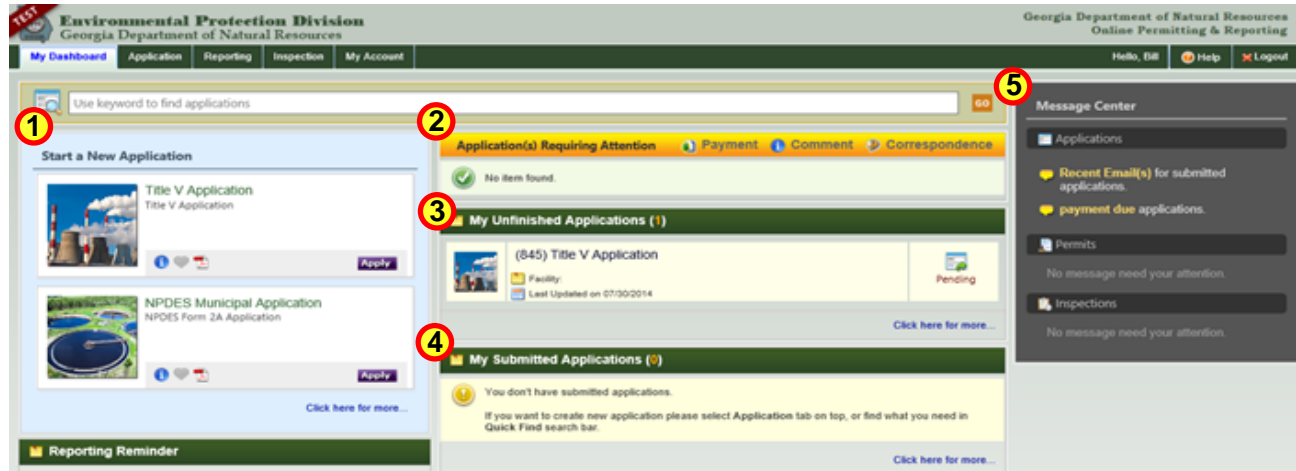 TEST
Environmental Protection Division
Georgia Department of Natural Resources
Georgia Department of Natural Resources
Online Permitting & Reporting
My Dashboard Application Reporting Inspection My Account
Hello, Bill Help Logout
Use keyword to find applications
GO
1
Start a New Application
Title V Application
Title V Application
Apply
NPDES Municipal Application
NPDES Form 2A Application
Apply
Click here for more...
Reporting Reminder
2
Application(s) Requiring Attention Payment Comment Correspondence
No item found.
3
My Unfinished Applications (1)
(845) Title V Application
Facility:
Last Updated on 07/30/2014
Pending
Click here for more...
4
My Submitted Applications (0)
You don't have submitted applications.
If you want to create new application please select Application tab on top, or find what you need in
Quick Find search bar.
Click here for more...
5
Message Center
Applications
Recent Email(s) for submitted
applications.
payment due applications.
Permits
No message need your attention.
Inspections
No message need your attention.